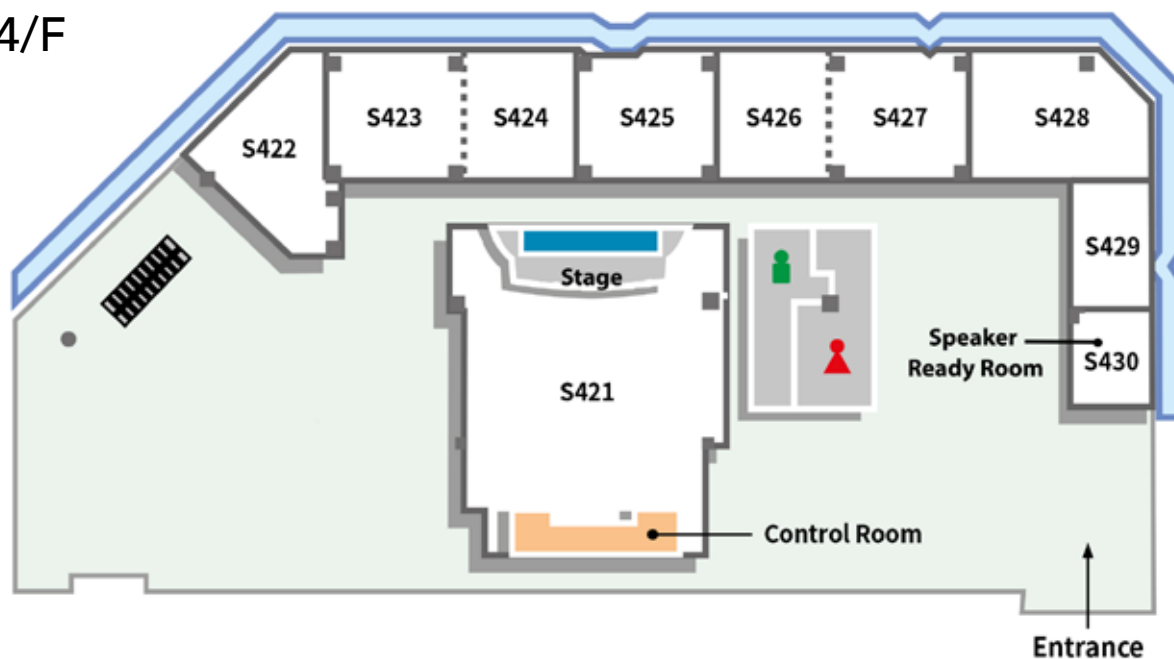 4/F
S422
S423
S424
S425
S426
S427
S428
S429
Stage
Speaker
Ready Room
S430
S421
Control Room
Entrance